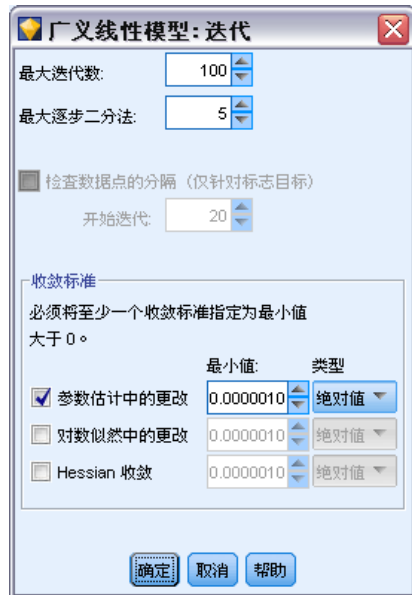 广义线性模型:迭代
最大迭代数: 100
最大逐步二分法: 5
检查数据点的分隔（仅针对标志目标）
开始迭代: 20
收敛标准
必须将至少一个收敛标准指定为最小值
大于 0。
最小值: 类型
参数估计中的更改 0.0000010 绝对值
对数似然中的更改 0.0000010 绝对值
Hessian 收敛 0.0000010 绝对值
确定 取消 帮助